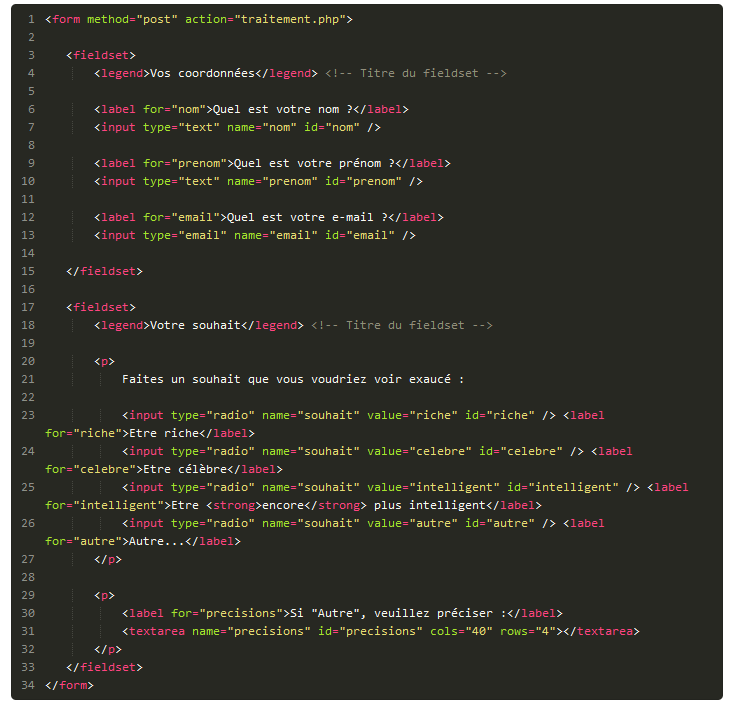 1 <form method="post" action="traitement.php">
2
3 <fieldset>
4 <legend>Vos coordonnées</legend> <!-- Titre du fieldset -->
5
6 <label for="nom">Quel est votre nom ?</label>
7 <input type="text" name="nom" id="nom" />
8
9 <label for="prenom">Quel est votre prénom ?</label>
10 <input type="text" name="prenom" id="prenom" />
11
12 <label for="email">Quel est votre e-mail ?</label>
13 <input type="email" name="email" id="email" />
14
15 </fieldset>
16
17 <fieldset>
18 <legend>Votre souhait</legend> <!-- Titre du fieldset -->
19
20 <p>
21 Faites un souhait que vous voudriez voir exaucé :
22
23 <input type="radio" name="souhait" value="riche" id="riche" /> <label
for="riche">Etre riche</label>
24 <input type="radio" name="souhait" value="celebre" id="celebre" /> <label
for="celebre">Etre célèbre</label>
25 <input type="radio" name="souhait" value="intelligent" id="intelligent" /> <label
for="intelligent">Etre <strong>encore</strong> plus intelligent</label>
26 <input type="radio" name="souhait" value="autre" id="autre" /> <label
for="autre">Autre...</label>
27 </p>
28
29 <p>
30 <label for="precisions">Si "Autre", veuillez préciser :</label>
31 <textarea name="precisions" id="precisions" cols="40" rows="4"></textarea>
32 </p>
33 </fieldset>
34 </form>